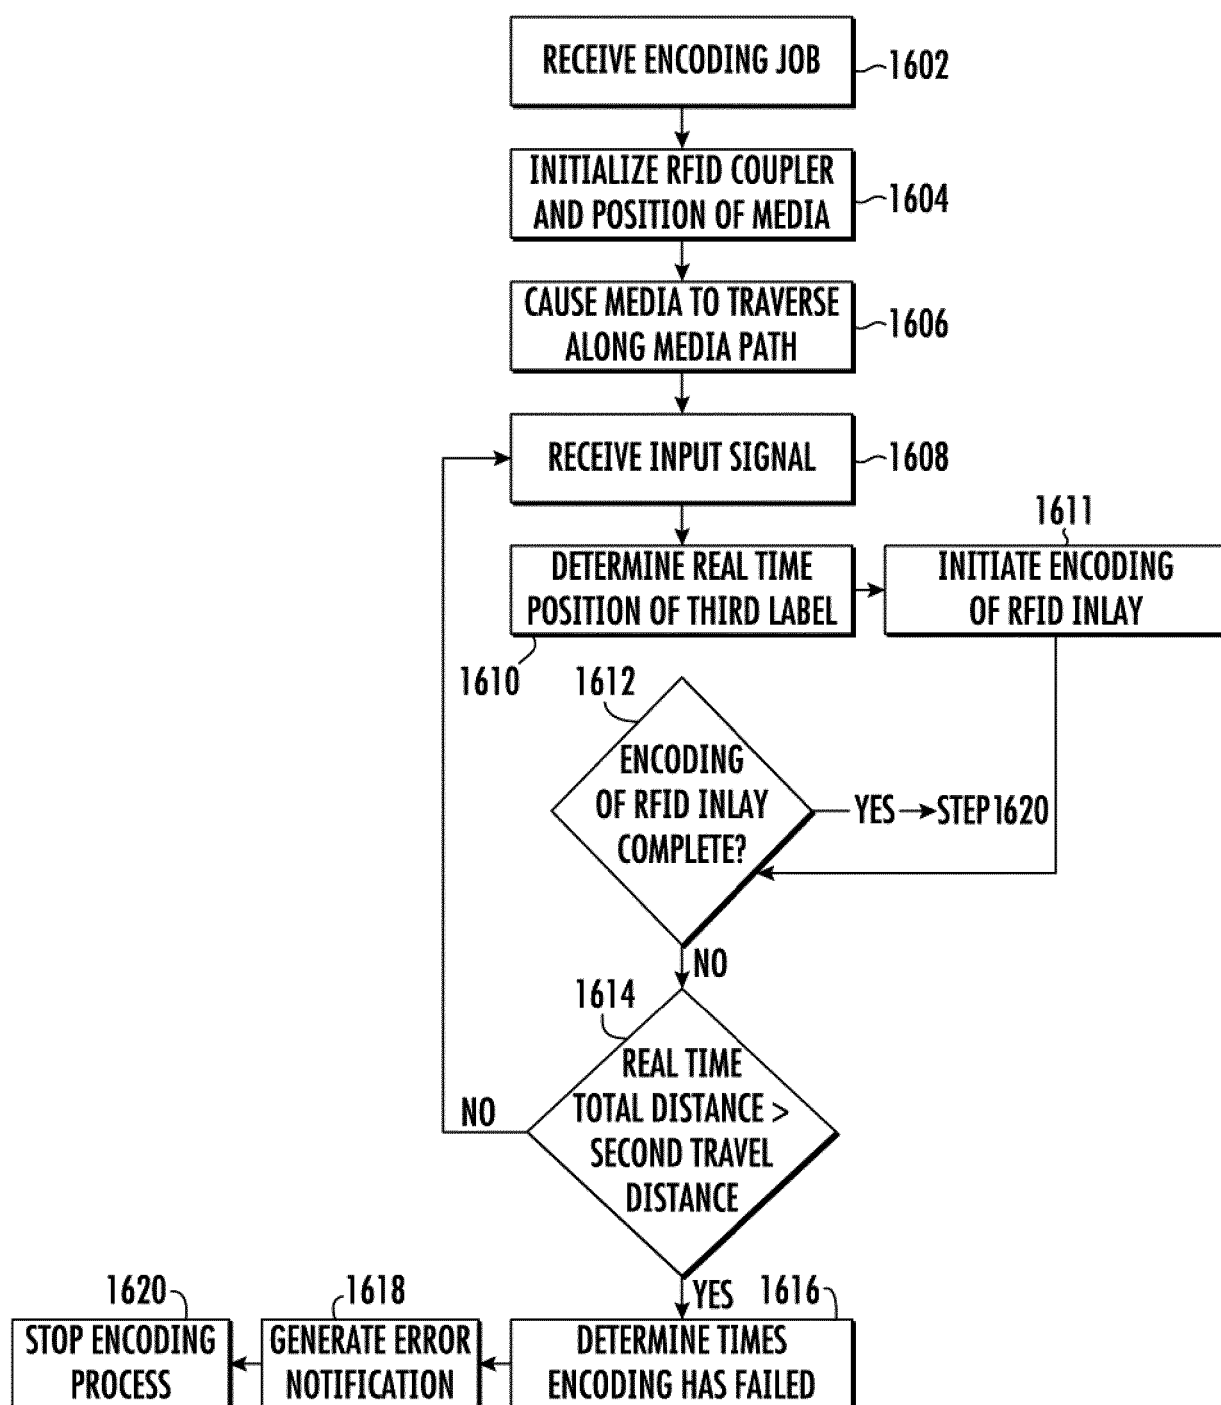 RECEIVE ENCODING JOB
1602
INITIALIZE RFID COUPLER
AND POSITION OF MEDIA
1604
CAUSE MEDIA TO TRAVERSE
ALONG MEDIA PATH
1606
RECEIVE INPUT SIGNAL
1608
1611
DETERMINE REAL TIME
POSITION OF THIRD LABEL
INITIATE ENCODING
OF RFID INLAY
1610
1612
ENCODING
OF RFID INLAY
COMPLETE?
YES
STEP1620
NO
1614
REAL TIME
TOTAL DISTANCE >
SECOND TRAVEL
DISTANCE
NO
YES
1616
DETERMINE TIMES
ENCODING HAS FAILED
1618
GENERATE ERROR
NOTIFICATION
1620
STOP ENCODING
PROCESS